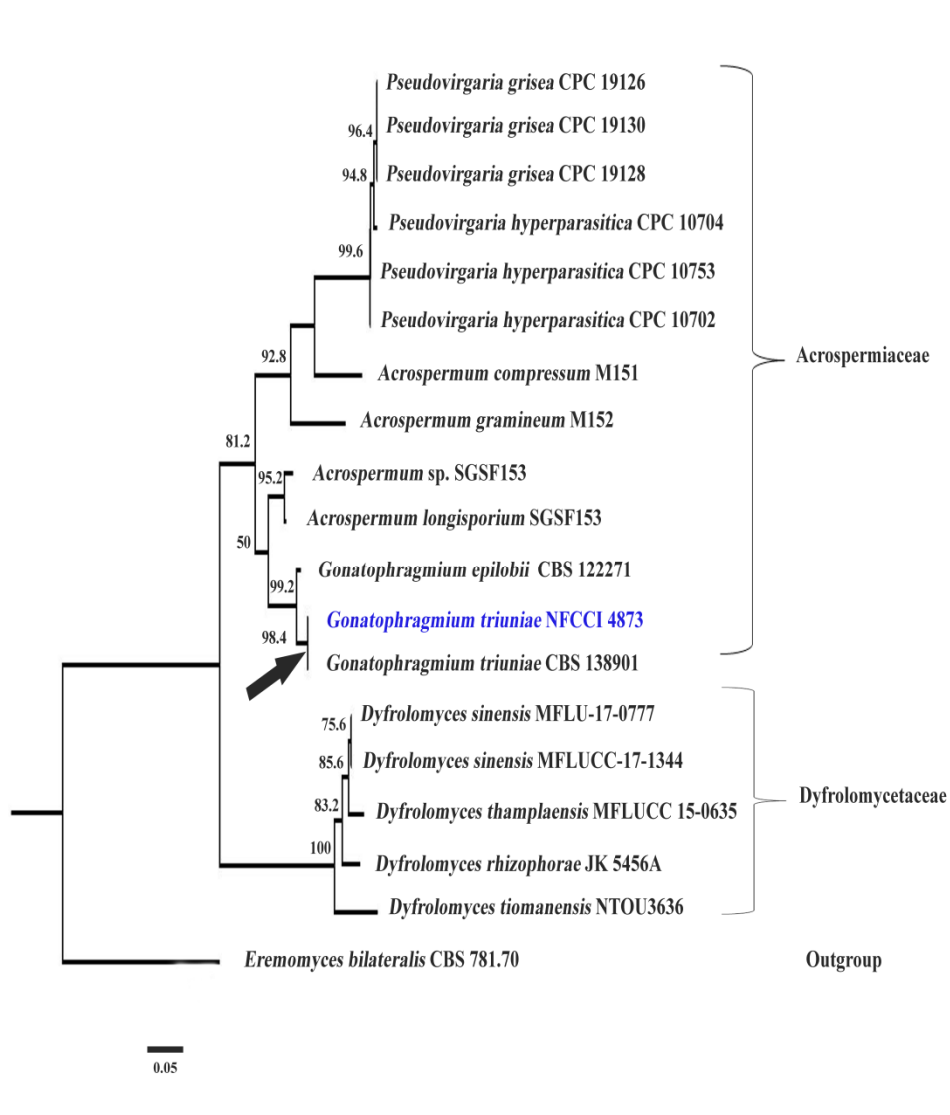 Pseudovirgaria grisea CPC 19126
96.4
Pseudovirgaria grisea CPC 19130
94.8
Pseudovirgaria grisea CPC 19128
Pseudovirgaria hyperparasitica CPC 10704
99.6
Pseudovirgaria hyperparasitica CPC 10753
Pseudovirgaria hyperparasitica CPC 10702
92.8
Acrospermiaceae
Acrospermum compressum M151
Acrospermum gramineum M152
81.2
95.2
Acrospermum sp. SGSF153
Acrospermum longisporium SGSF153
50
Gonatophragmium epilobii CBS 122271
99.2
Gonatophragmium triuniae NFCCI 4873
98.4
Gonatophragmium triuniae CBS 138901
75.6
Dyfrolomyces sinensis MFLU-17-0777
85.6
Dyfrolomyces sinensis MFLUCC-17-1344
Dyfrolomycetaceae
83.2
Dyfrolomyces thamplaensis MFLUCC 15-0635
100
Dyfrolomyces rhizophorae JK 5456A
Dyfrolomyces tiomanensis NTOU3636
Eremomyces bilateralis CBS 781.70
Outgroup
0.05